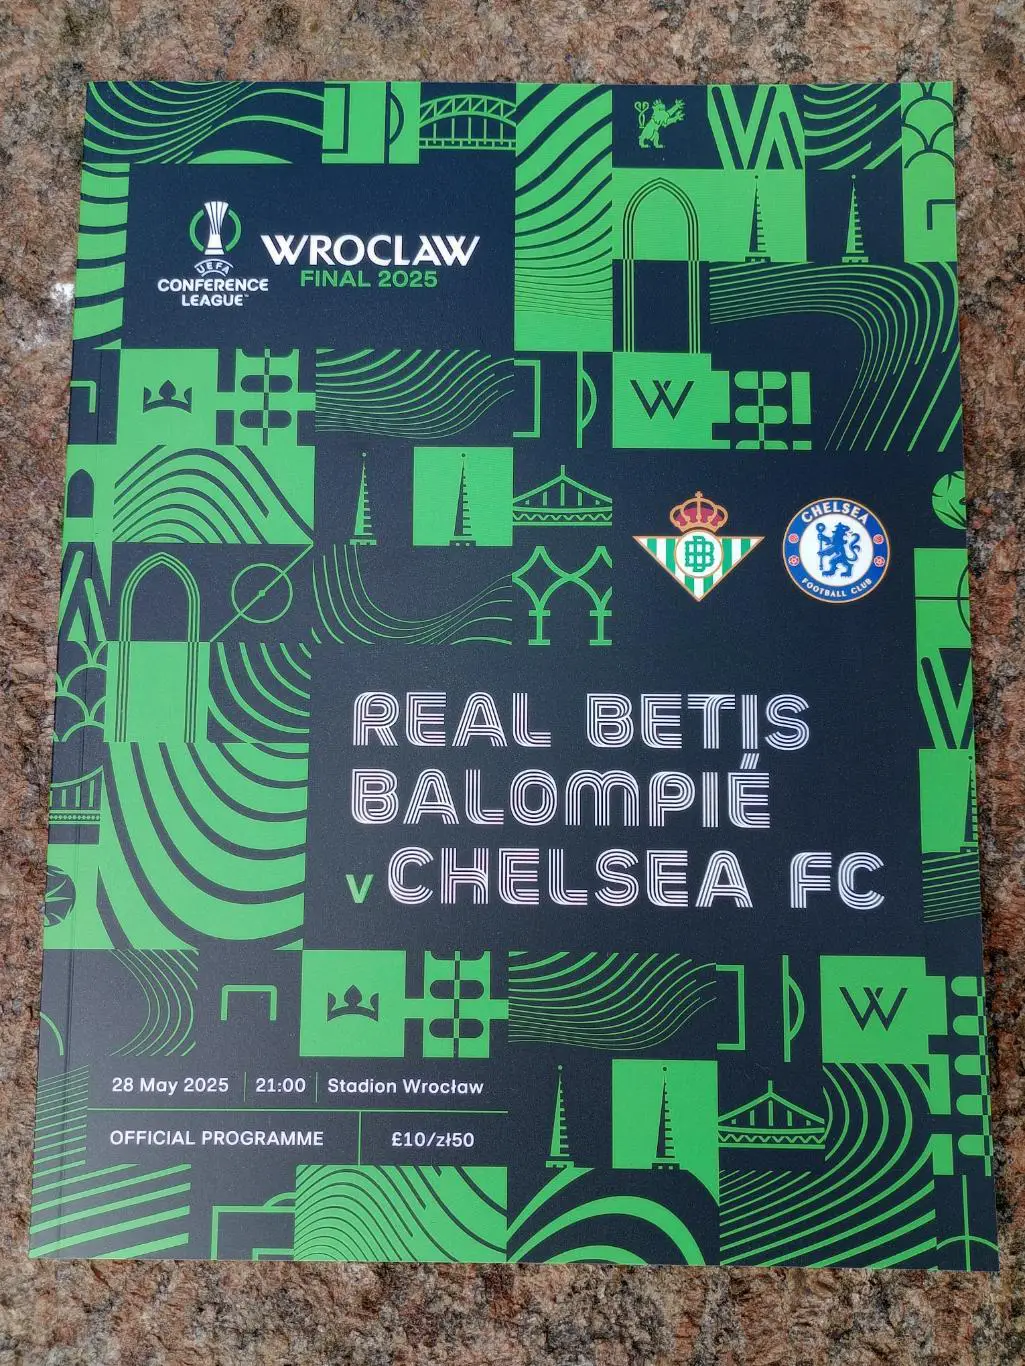 UEFA
CONFERENCE
LEAGUE™
WROCLAW
FINAL 2025
W
CHELSEA
FOOTBALL CLUB
REAL BETIS
BALOMPIÉ
v CHELSEA FC
W
28 May 2025 | 21:00 | Stadion Wrocław
OFFICIAL PROGRAMME | £10/zł50